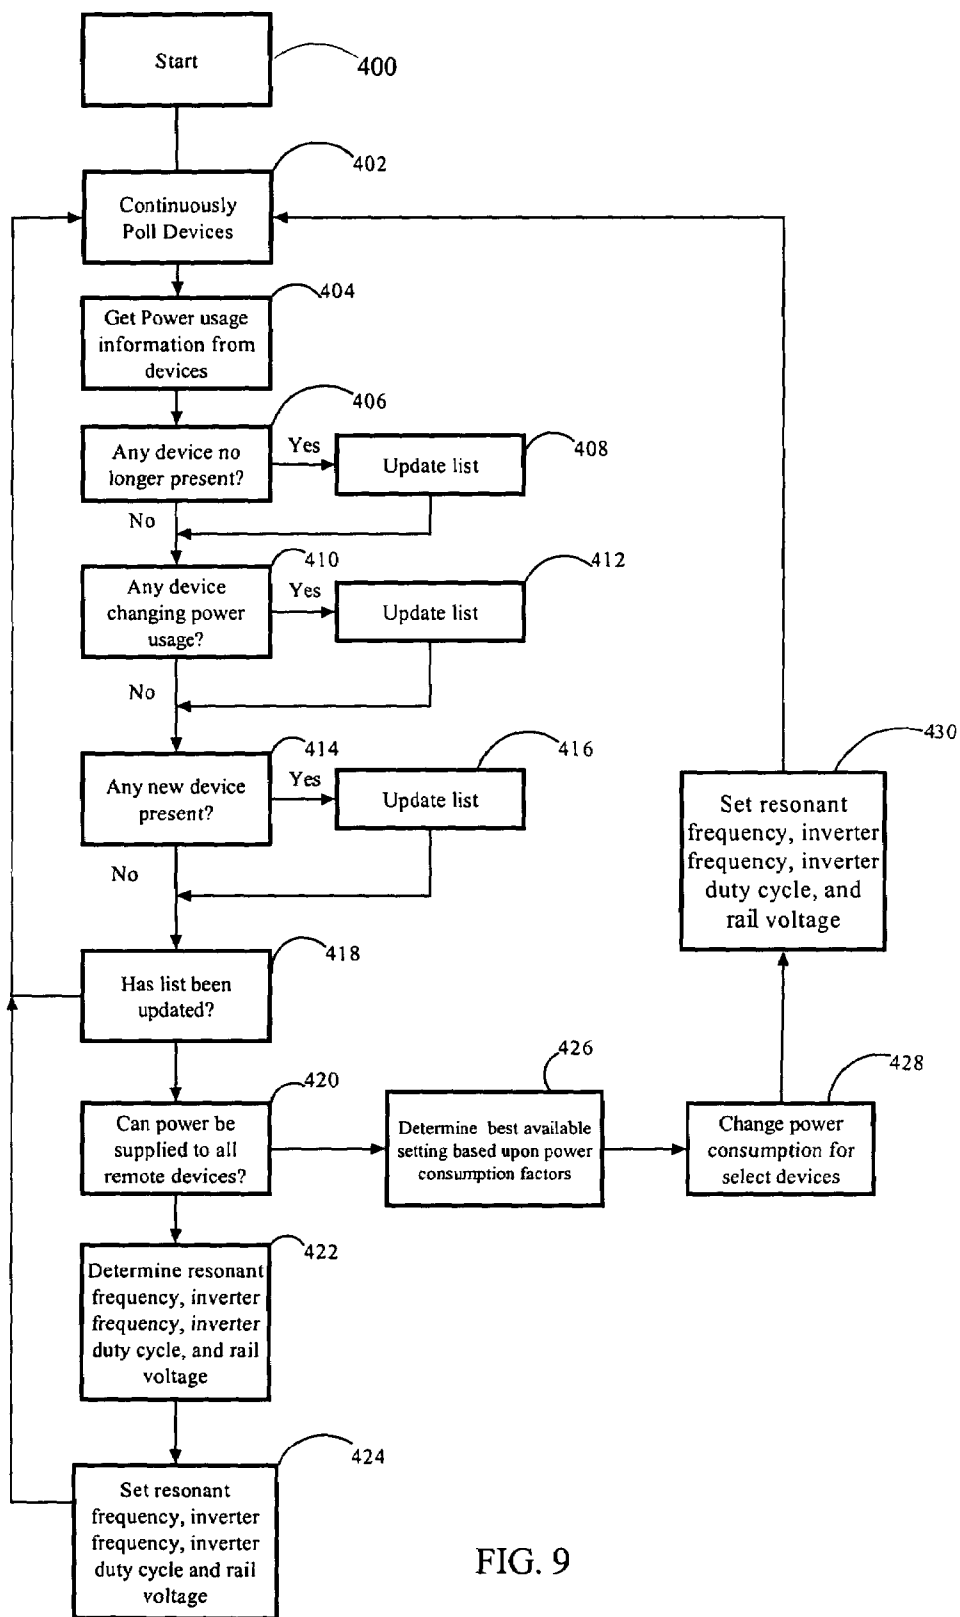 Start
400
402
Continuously
Poll Devices
404
Get Power usage
information from
devices
406
Any device no
longer present?
Yes
Update list
408
No
410
Any device
changing power
usage?
Yes
Update list
412
No
414
Any new device
present?
Yes
Update list
416
No
430
Set resonant
frequency, inverter
frequency, inverter
duty cycle, and
rail voltage
418
Has list been
updated?
420
Can power be
supplied to all
remote devices?
426
Determine best available
setting based upon power
consumption factors
428
Change power
consumption for
select devices
422
Determine resonant
frequency, inverter
frequency, inverter
duty cycle, and rail
voltage
424
Set resonant
frequency, inverter
frequency, inverter
duty cycle and rail
voltage
FIG. 9